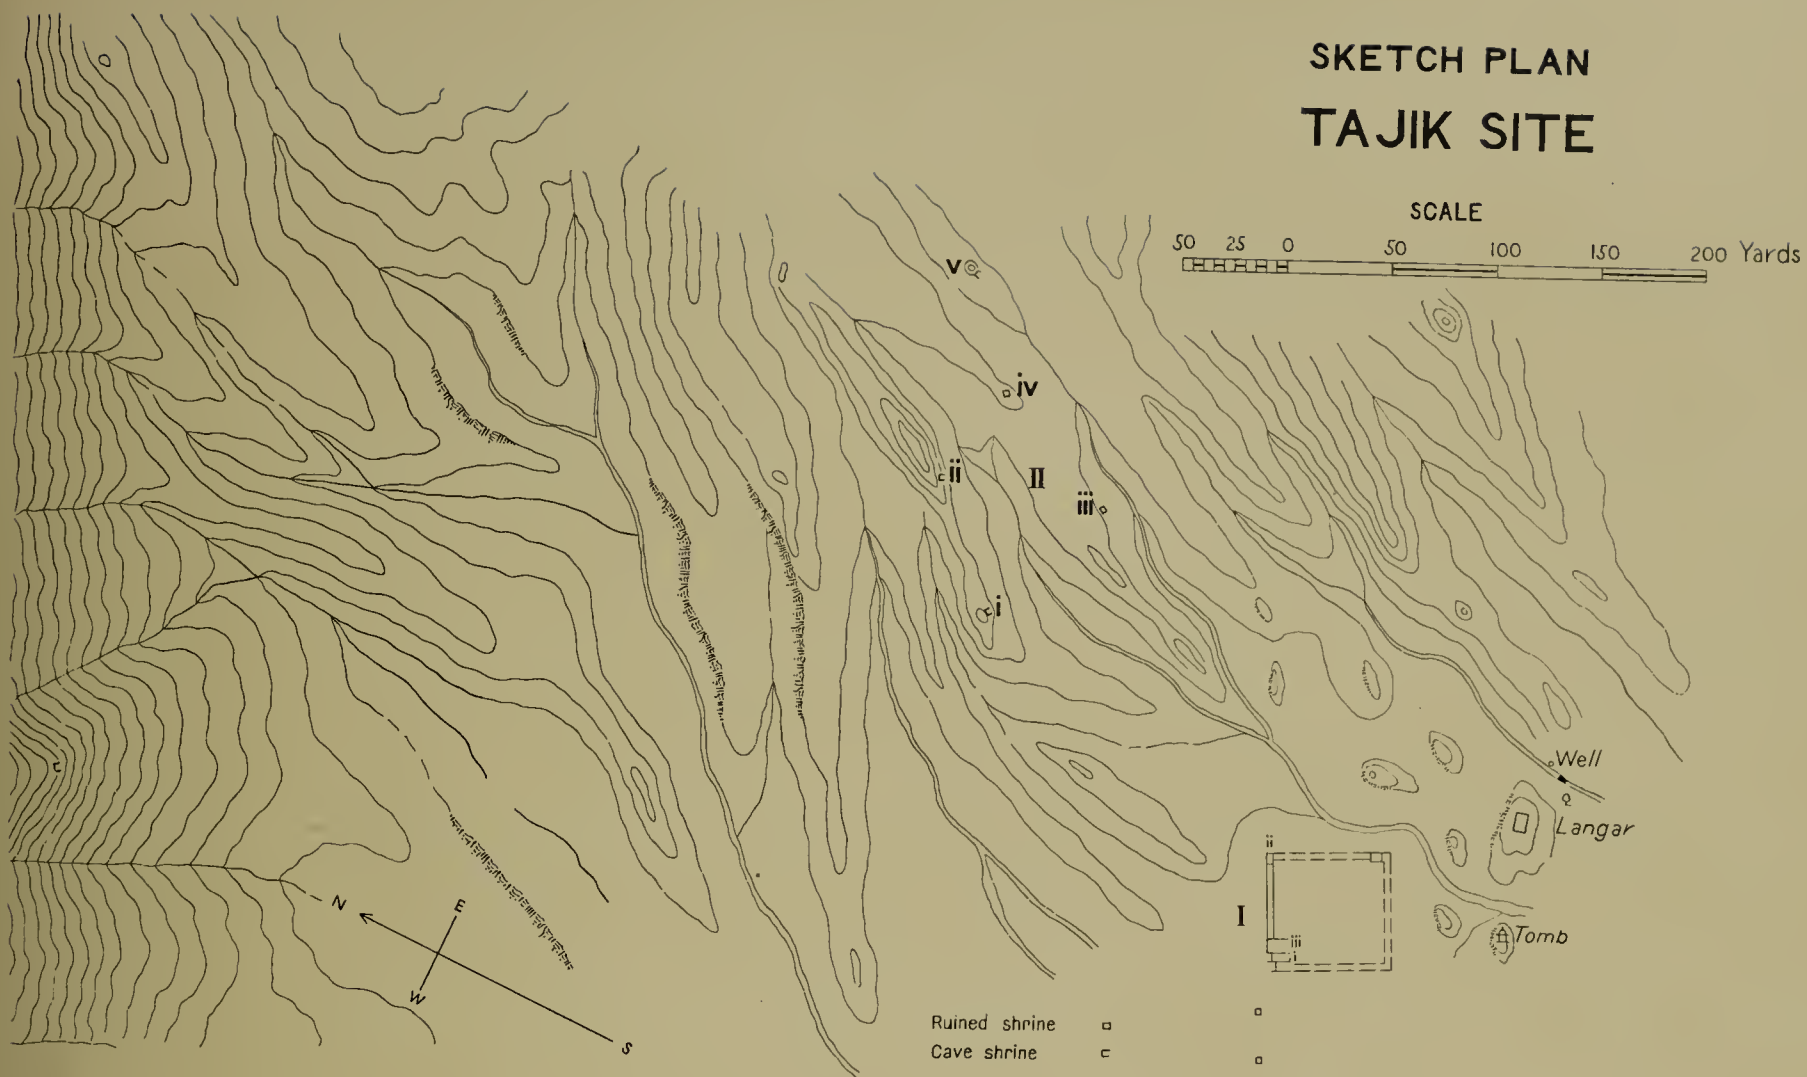 SKETCH PLAN
TAJIK SITE
SCALE
50 25 0 50 100 150 200 Yards
v
iv
ii
II
iii
i
Well
Langar
ii
I
iii
i
Tomb
N
E
W
S
Ruined shrine
Cave shrine